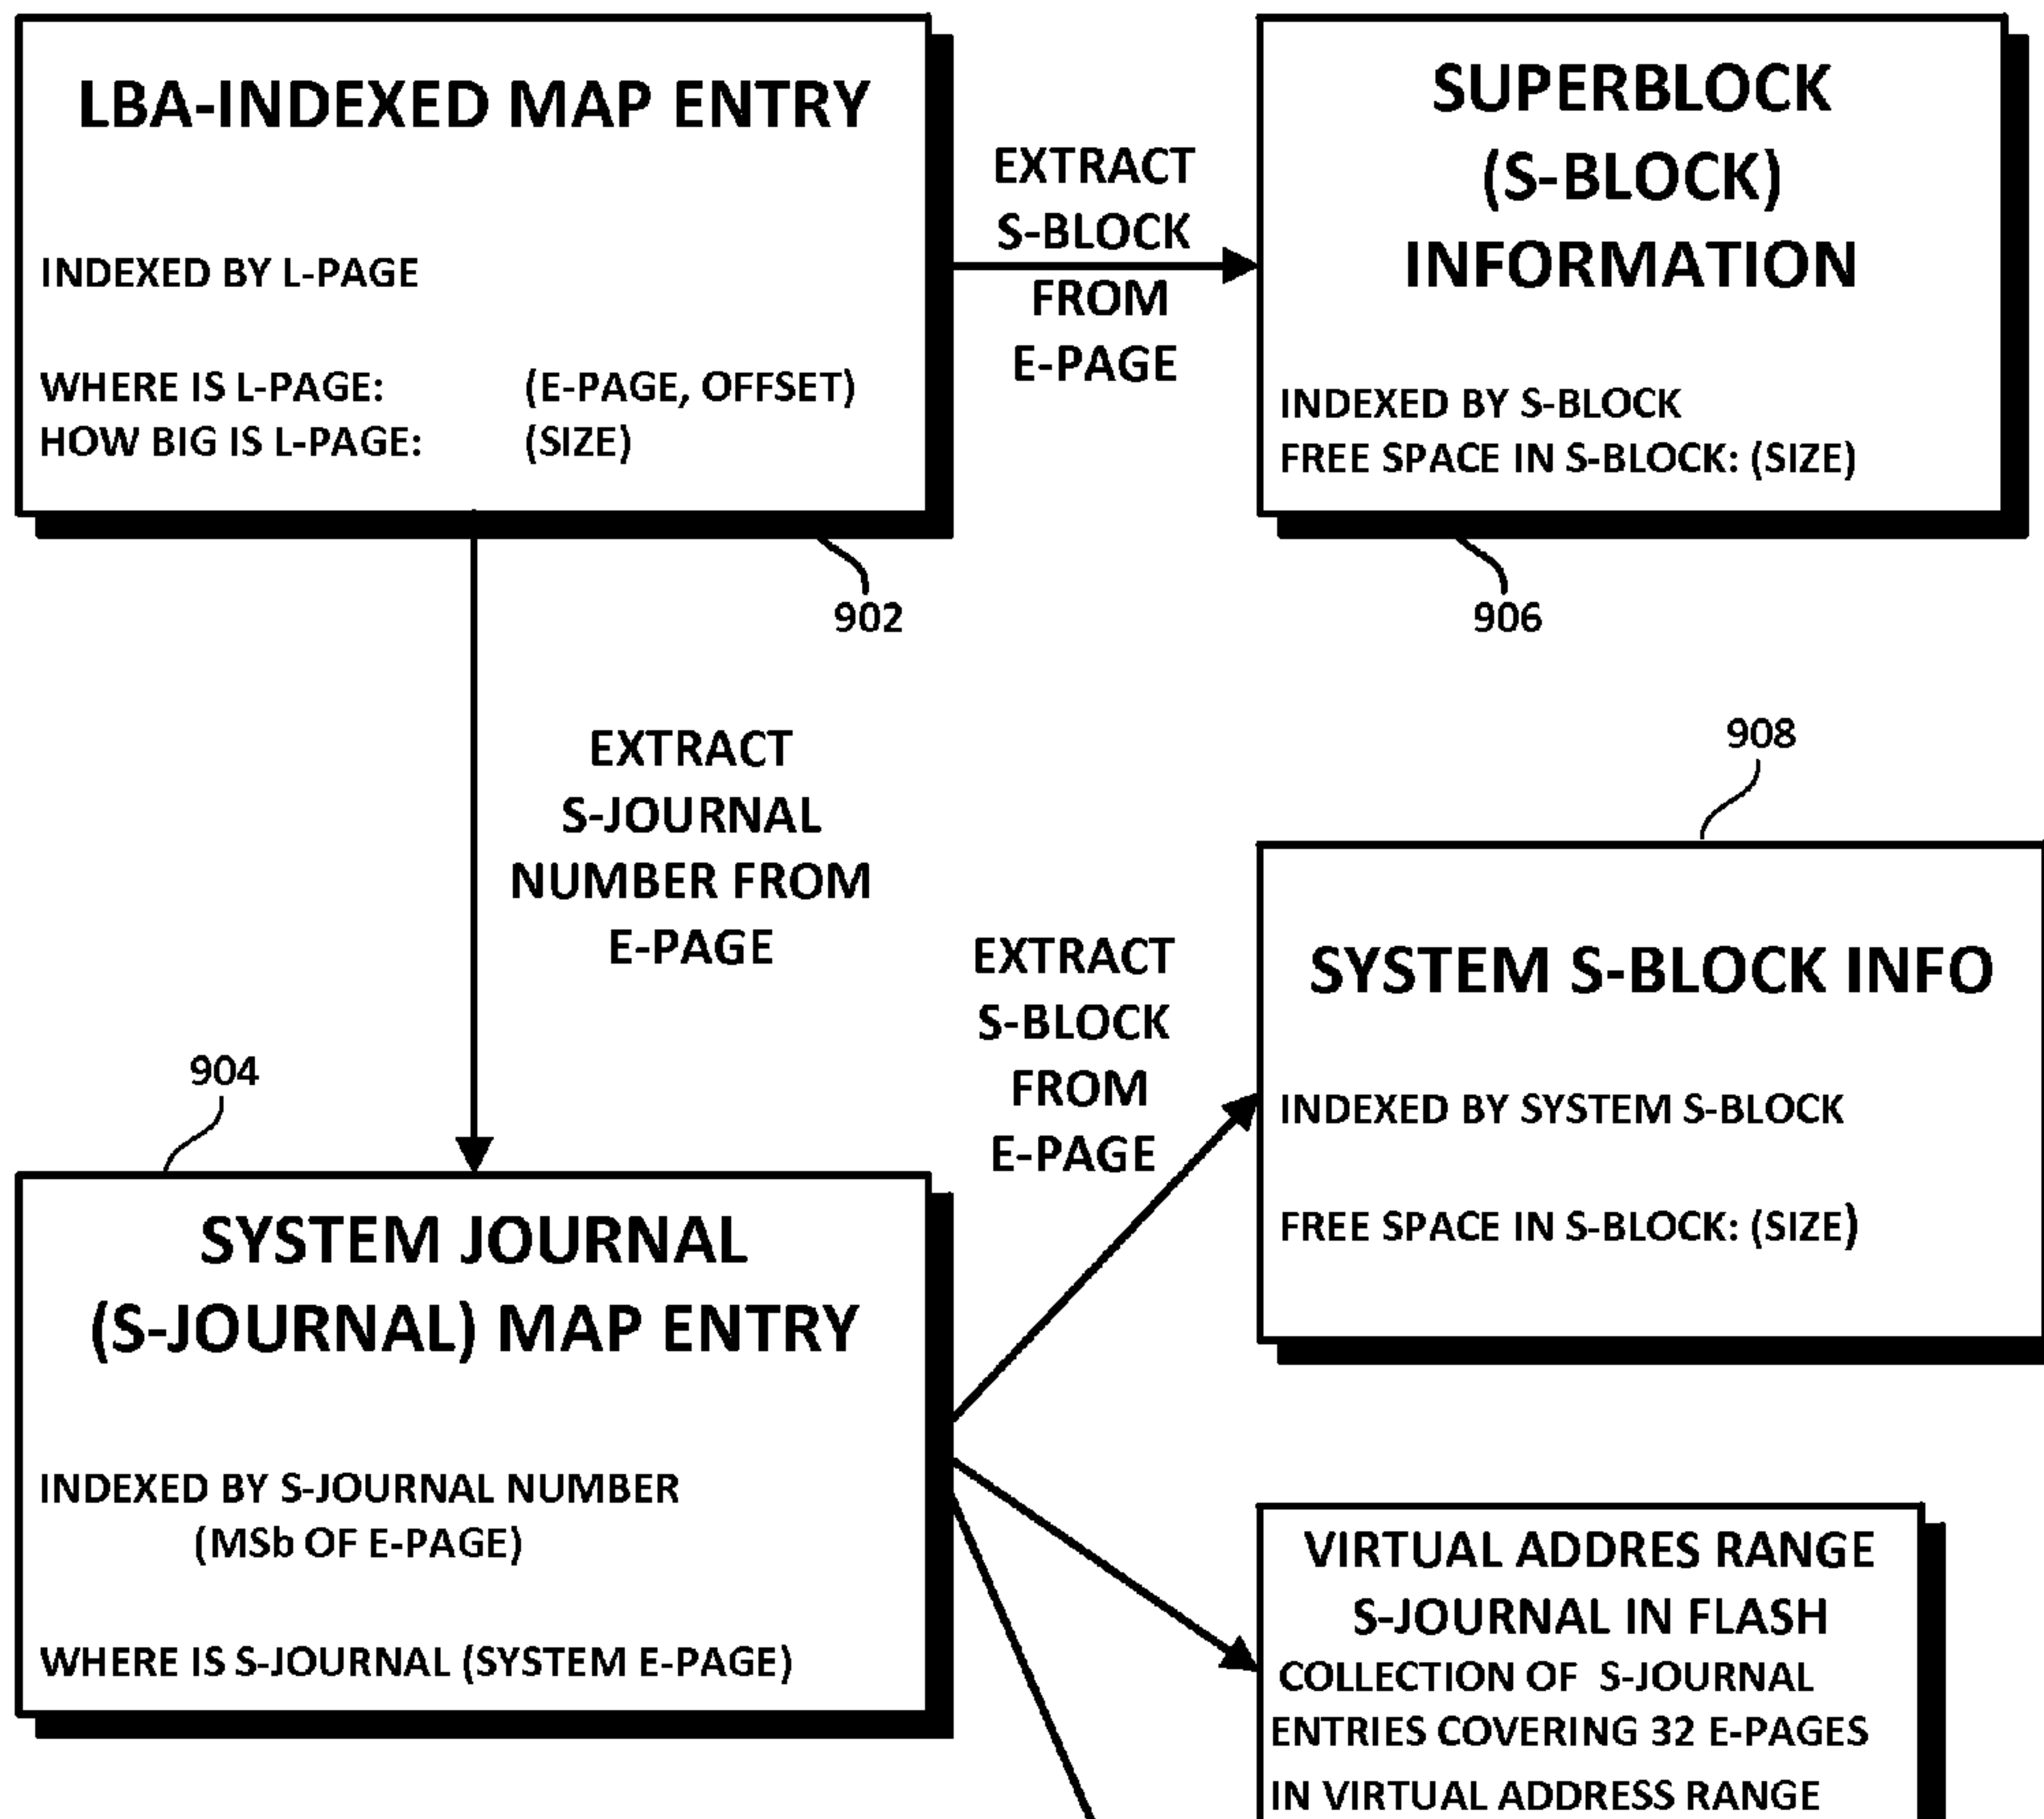 LBA-INDEXED MAP ENTRY
INDEXED BY L-PAGE
WHERE IS L-PAGE: (E-PAGE, OFFSET)
HOW BIG IS L-PAGE: (SIZE)
902
EXTRACT
S-BLOCK
FROM
E-PAGE
SUPERBLOCK
(S-BLOCK)
INFORMATION
INDEXED BY S-BLOCK
FREE SPACE IN S-BLOCK: (SIZE)
906
EXTRACT
S-JOURNAL
NUMBER FROM
E-PAGE
904
SYSTEM JOURNAL
(S-JOURNAL) MAP ENTRY
INDEXED BY S-JOURNAL NUMBER
(MSb OF E-PAGE)
WHERE IS S-JOURNAL (SYSTEM E-PAGE)
EXTRACT
S-BLOCK
FROM
E-PAGE
908
SYSTEM S-BLOCK INFO
INDEXED BY SYSTEM S-BLOCK
FREE SPACE IN S-BLOCK: (SIZE)
VIRTUAL ADDRES RANGE
S-JOURNAL IN FLASH
COLLECTION OF S-JOURNAL
ENTRIES COVERING 32 E-PAGES
IN VIRTUAL ADDRESS RANGE